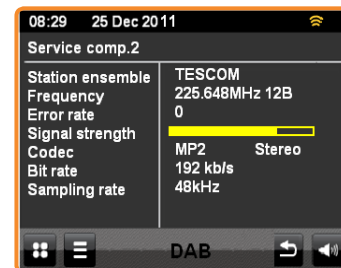 08:29 25 Dec 2011
Service comp.2
Station ensemble TESCOM
Frequency 225.648MHz 12B
Error rate 0
Signal strength
Codec MP2 Stereo
Bit rate 192 kb/s
Sampling rate 48kHz
DAB